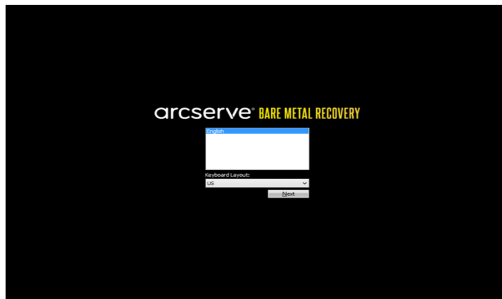 arcserve® BARE METAL RECOVERY
English
Keyboard Layout:
US
Next